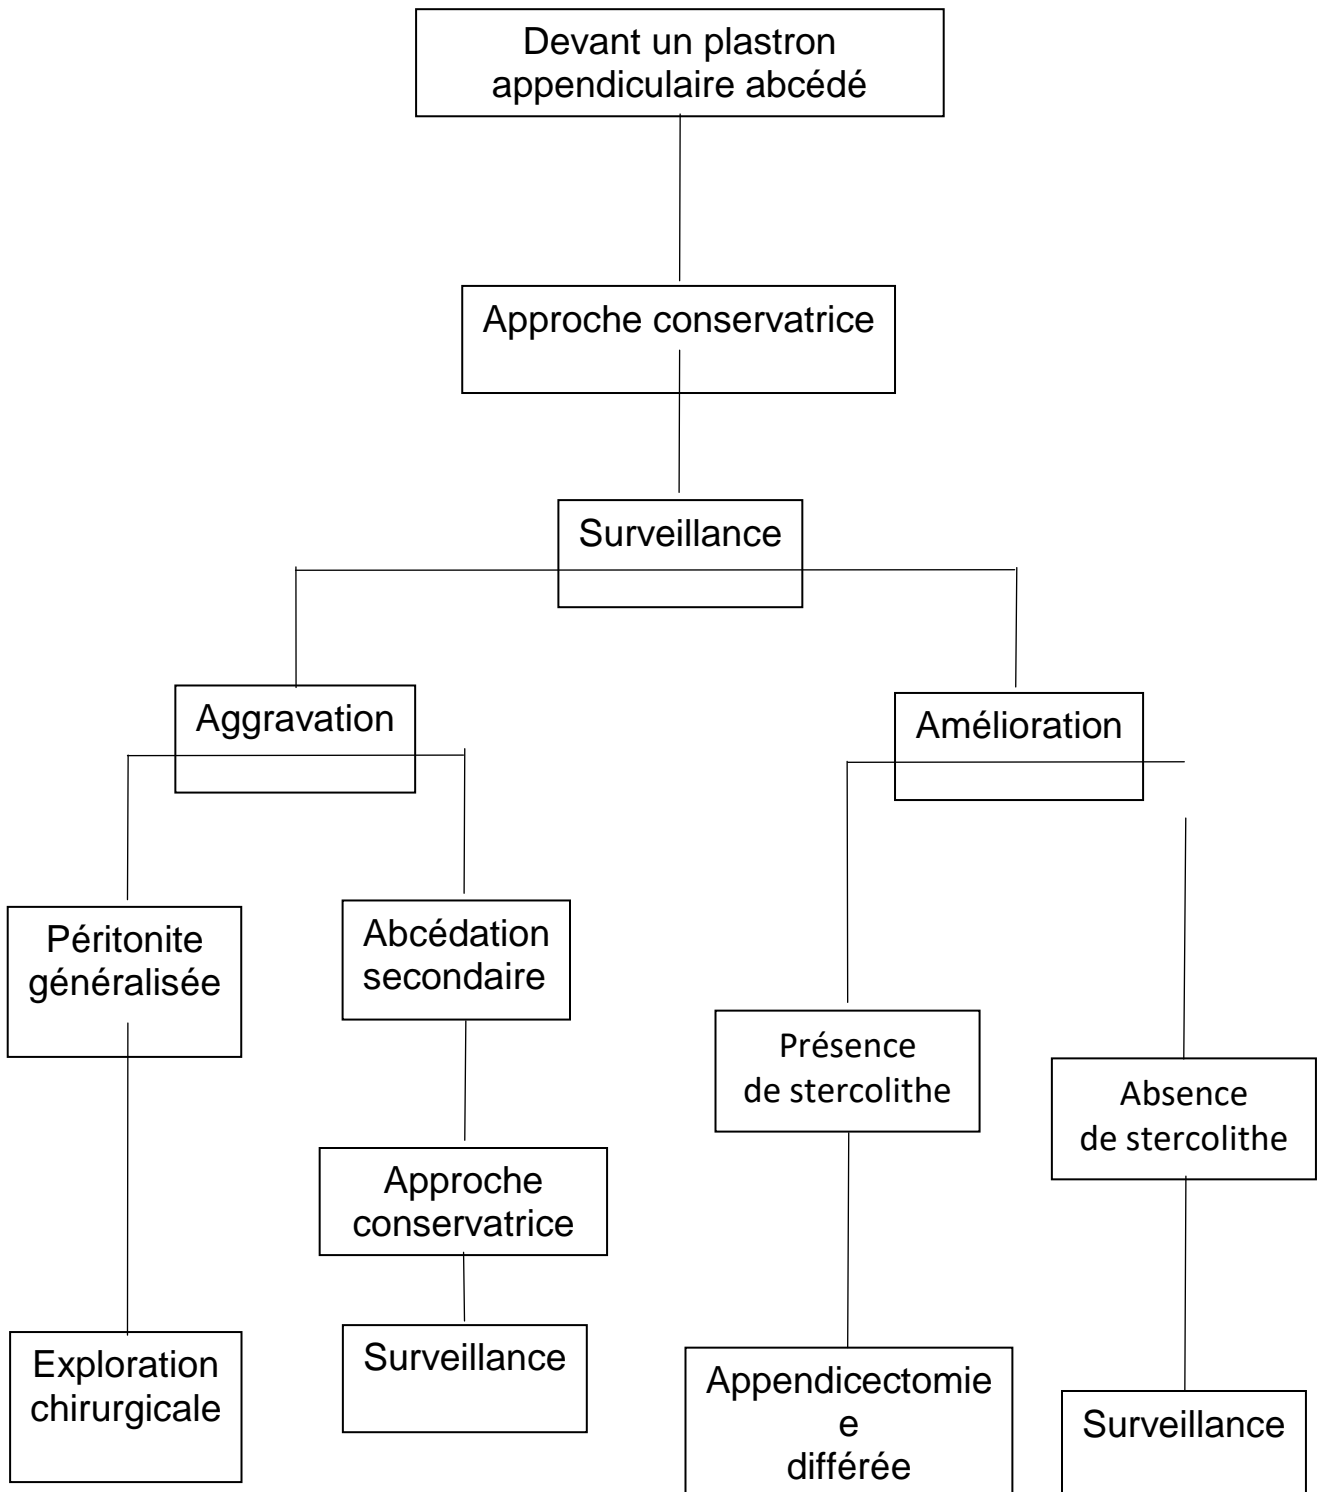 Devant un plastron
appendiculaire abcédé
Approche conservatrice
Surveillance
Aggravation
Amélioration
Péritonite
généralisée
Abcédation
secondaire
Présence
de stercolithe
Absence
de stercolithe
Approche
conservatrice
Exploration
chirurgicale
Surveillance
Appendicectomie
e
différée
Surveillance